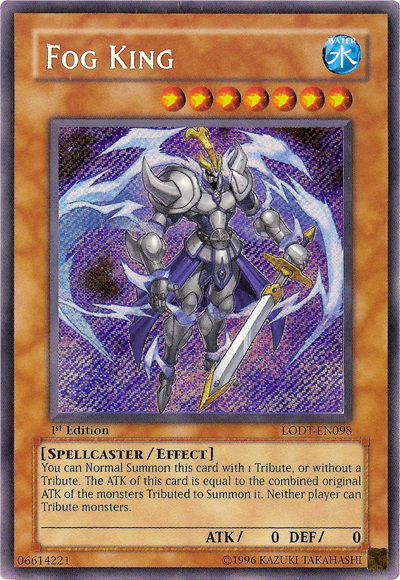 FOG KING
WATER
水
1st Edition
LODT-EN098
[SPELLCASTER / EFFECT]
You can Normal Summon this card with 1 Tribute, or without a
Tribute. The ATK of this card is equal to the combined original
ATK of the monsters Tributed to Summon it. Neither player can
Tribute monsters.
ATK / 0 DEF / 0
06614221
©1996 KAZUKI TAKAHASHI